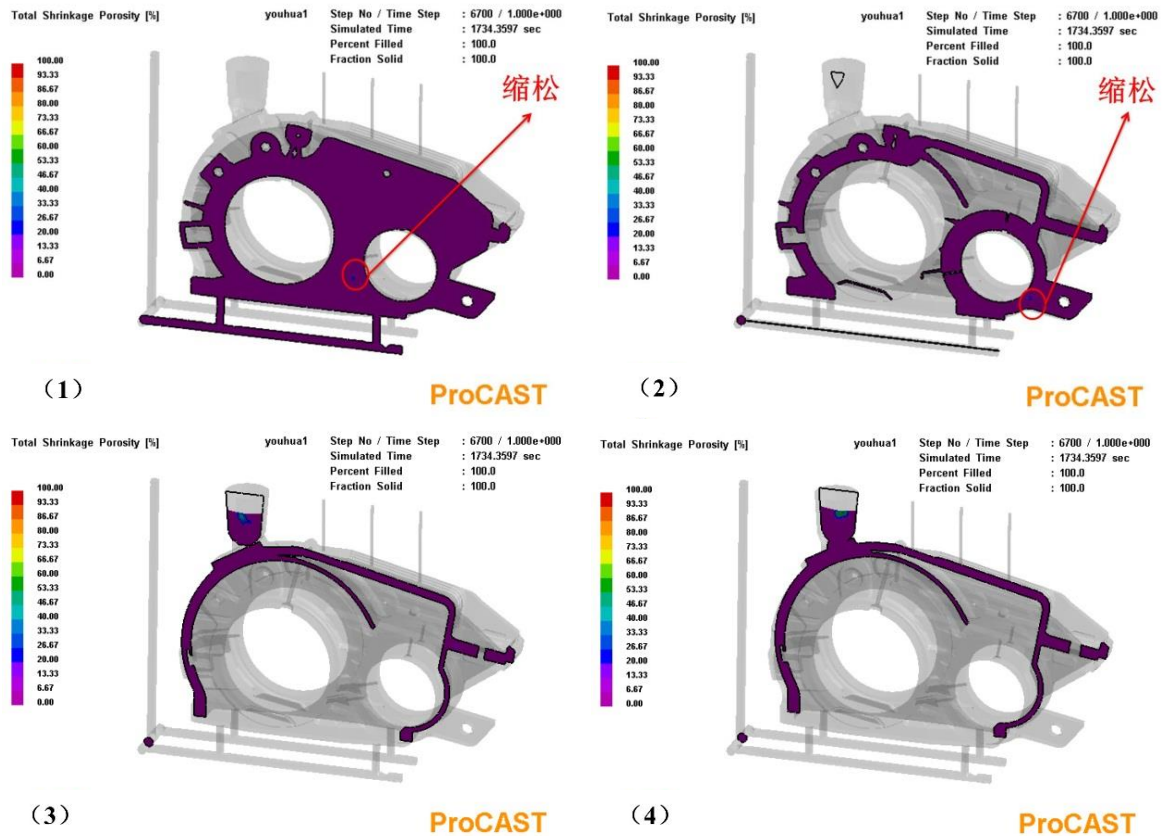 Total Shrinkage Porosity [%]
youhua1
Step No / Time Step : 6700 / 1.000e+000
Simulated Time : 1734.3597 sec
Percent Filled : 100.0
Fraction Solid : 100.0
100.00
93.33
86.67
80.00
73.33
66.67
60.00
53.33
46.67
40.00
33.33
26.67
20.00
13.33
6.67
0.00
缩松
（1）
ProCAST
Total Shrinkage Porosity [%]
youhua1
Step No / Time Step : 6700 / 1.000e+000
Simulated Time : 1734.3597 sec
Percent Filled : 100.0
Fraction Solid : 100.0
100.00
93.33
86.67
80.00
73.33
66.67
60.00
53.33
46.67
40.00
33.33
26.67
20.00
13.33
6.67
0.00
缩松
（2）
ProCAST
Total Shrinkage Porosity [%]
youhua1
Step No / Time Step : 6700 / 1.000e+000
Simulated Time : 1734.3597 sec
Percent Filled : 100.0
Fraction Solid : 100.0
100.00
93.33
86.67
80.00
73.33
66.67
60.00
53.33
46.67
40.00
33.33
26.67
20.00
13.33
6.67
0.00
（3）
ProCAST
Total Shrinkage Porosity [%]
youhua1
Step No / Time Step : 6700 / 1.000e+000
Simulated Time : 1734.3597 sec
Percent Filled : 100.0
Fraction Solid : 100.0
100.00
93.33
86.67
80.00
73.33
66.67
60.00
53.33
46.67
40.00
33.33
26.67
20.00
13.33
6.67
0.00
（4）
ProCAST